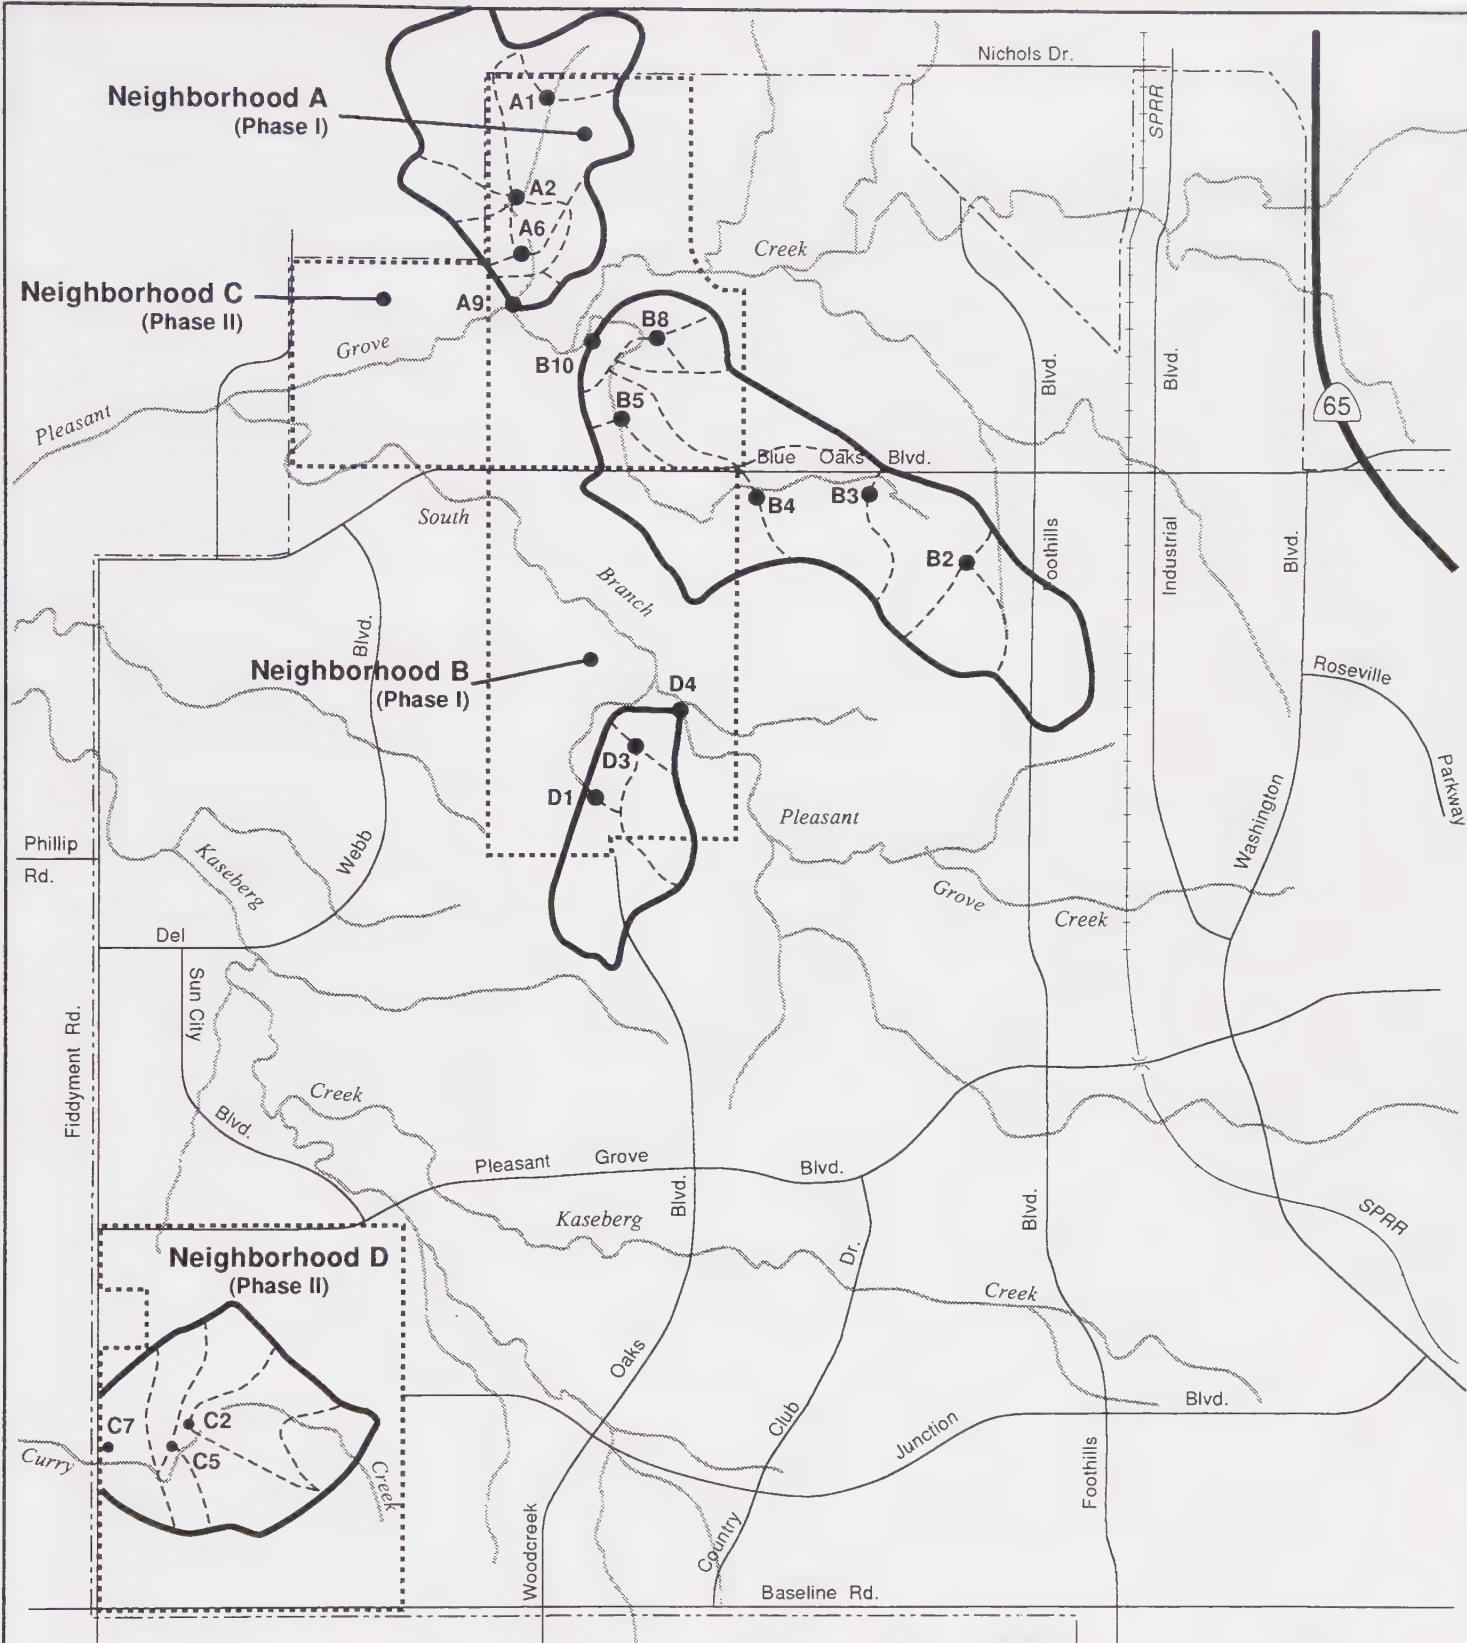 Nichols Dr.
Neighborhood A
(Phase I)
A1
SPRR
A2
A6
Creek
Neighborhood C
(Phase II)
A9
B8
Grove
B10
Blvd.
Blvd.
65
B5
Pleasant
Blue Oaks Blvd.
B4
B3
South
Foothills
Industrial
Blvd.
B2
Branch
Blvd.
Neighborhood B
(Phase I)
D4
Roseville
D3
D1
Parkway
Pleasant
Washington
Phillip
Rd.
Kaseberg
Webb
Grove
Creek
Del
Sun City
Fiddyment Rd.
Creek
Blvd.
Pleasant Grove Blvd.
Blvd.
Blvd.
Kaseberg
SPRR
Dr.
Neighborhood D
(Phase II)
Creek
Oaks
Blvd.
C7
C2
Club
Junction
C5
Curry
Creek
Foothills
Woodcreek
Country
Baseline Rd.